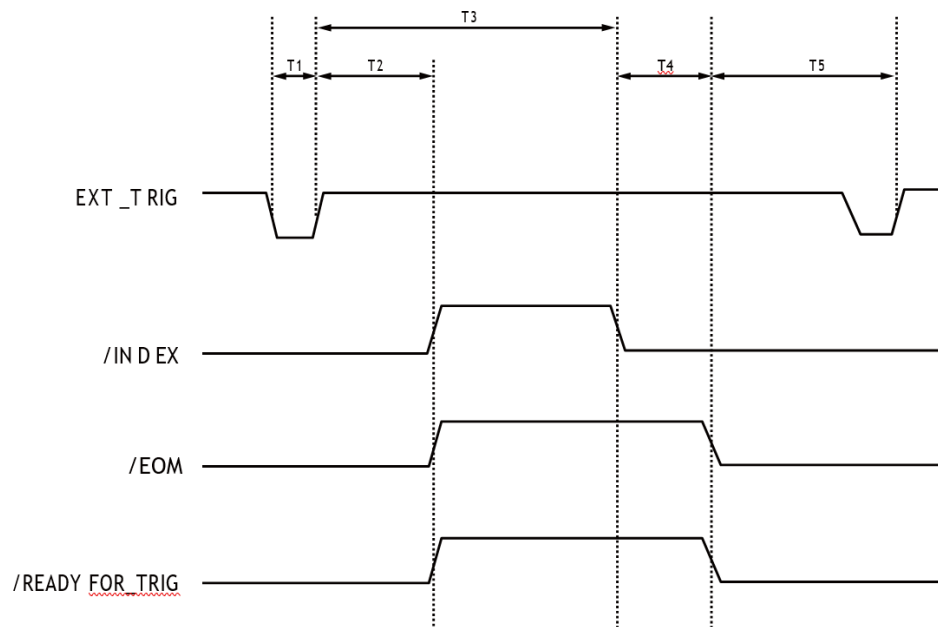 T3
T1 T2 T4 T5
EXT _T RIG
/IN D EX
/EOM
/READY FOR_TRIG